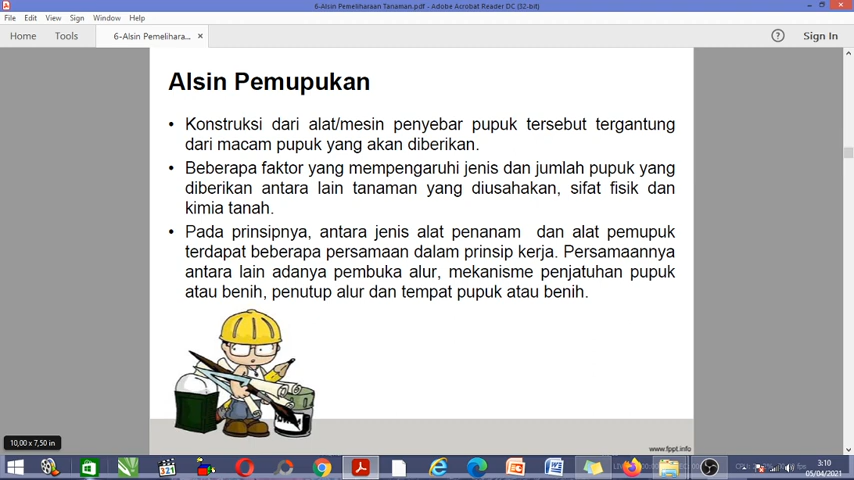 6-Alsin Pemeliharaan Tanaman.pdf - Adobe Acrobat Reader DC (32-bit)
File Edit View Sign Window Help
Home Tools 6-Alsin Pemelihara... × Sign In
Alsin Pemupukan
• Konstruksi dari alat/mesin penyebar pupuk tersebut tergantung
dari macam pupuk yang akan diberikan.
• Beberapa faktor yang mempengaruhi jenis dan jumlah pupuk yang
diberikan antara lain tanaman yang diusahakan, sifat fisik dan
kimia tanah.
• Pada prinsipnya, antara jenis alat penanam dan alat pemupuk
terdapat beberapa persamaan dalam prinsip kerja. Persamaannya
antara lain adanya pembuka alur, mekanisme penjatuhan pupuk
atau benih, penutup alur dan tempat pupuk atau benih.
10,00 x 7,50 in
www.fppt.info
321
3:10
05/04/2021